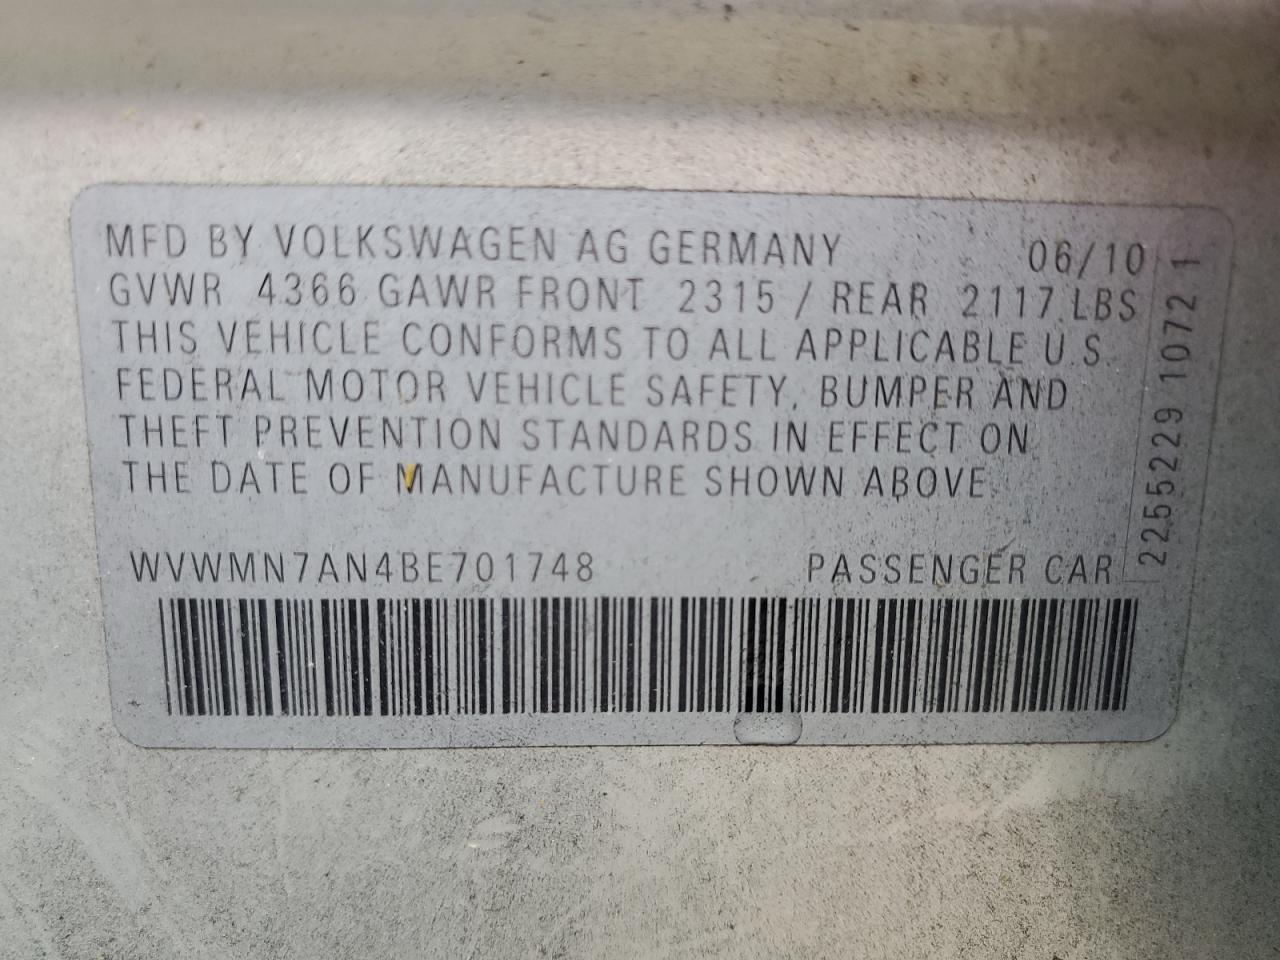 MFD BY VOLKSWAGEN AG GERMANY 06/10
GVWR 4366 GAWR FRONT 2315 / REAR 2117 LBS
THIS VEHICLE CONFORMS TO ALL APPLICABLE U.S.
FEDERAL MOTOR VEHICLE SAFETY, BUMPER AND
THEFT PREVENTION STANDARDS IN EFFECT ON
THE DATE OF MANUFACTURE SHOWN ABOVE.
WVWMN7AN4BE701748 PASSENGER CAR
22552229 1072 1